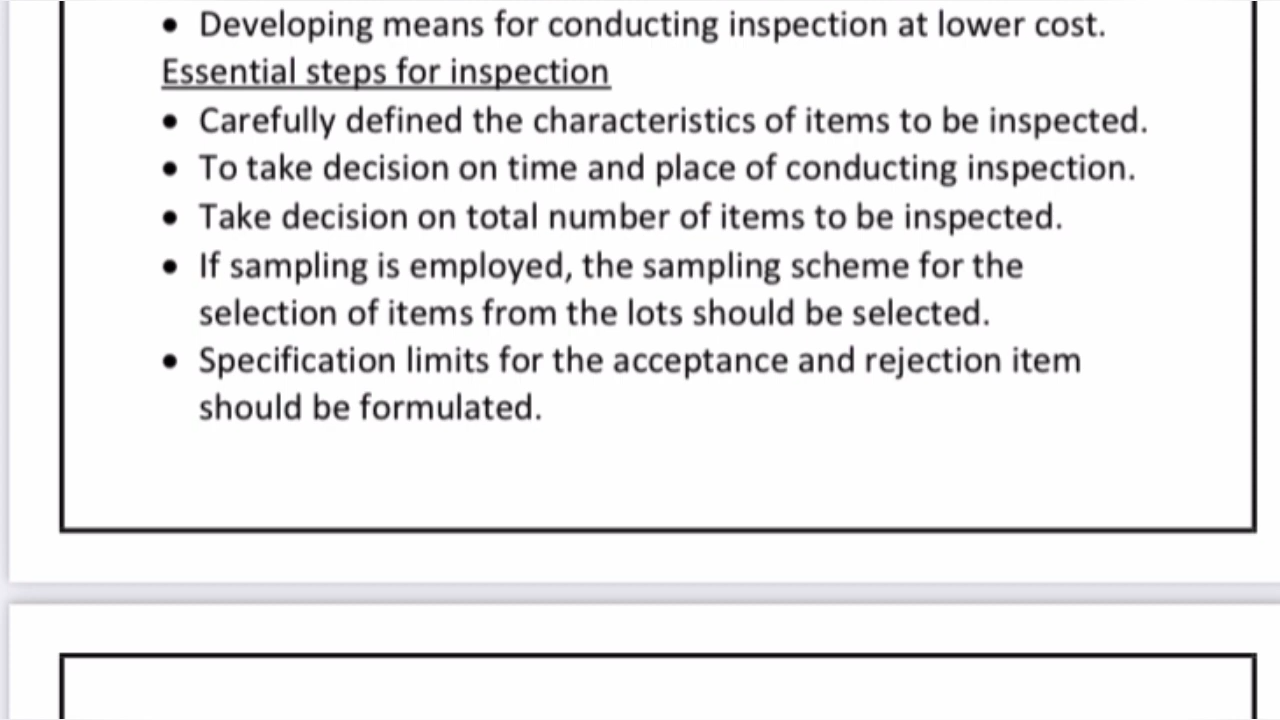 • Developing means for conducting inspection at lower cost.
Essential steps for inspection
• Carefully defined the characteristics of items to be inspected.
• To take decision on time and place of conducting inspection.
• Take decision on total number of items to be inspected.
• If sampling is employed, the sampling scheme for the
selection of items from the lots should be selected.
• Specification limits for the acceptance and rejection item
should be formulated.